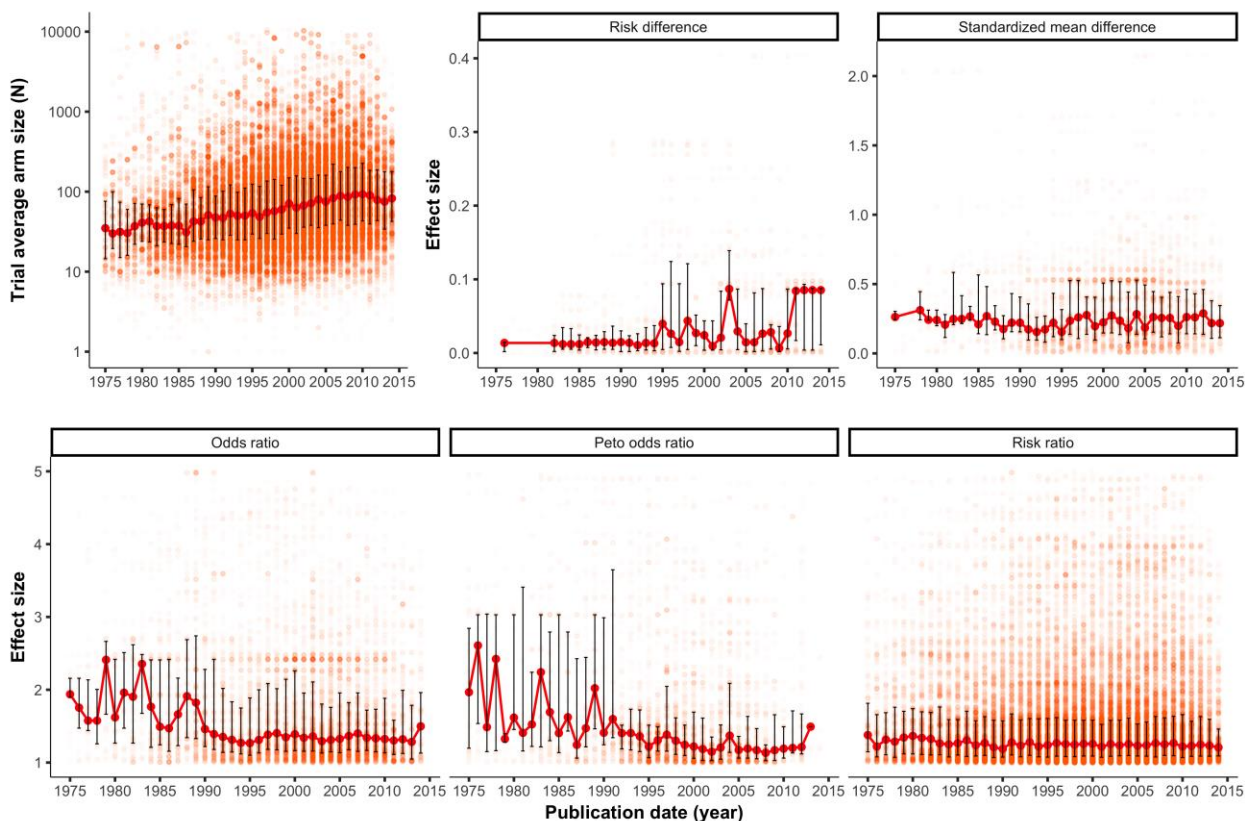 Trial average arm size (N)
10000
1000
100
10
1
1975 1980 1985 1990 1995 2000 2005 2010 2015
Risk difference
Effect size
0.4
0.3
0.2
0.1
0.0
1975 1980 1985 1990 1995 2000 2005 2010 2015
Standardized mean difference
2.0
1.5
1.0
0.5
0.0
1975 1980 1985 1990 1995 2000 2005 2010 2015
Odds ratio
Peto odds ratio
Risk ratio
Effect size
5
4
3
2
1
1975 1980 1985 1990 1995 2000 2005 2010 2015
1975 1980 1985 1990 1995 2000 2005 2010 2015
1975 1980 1985 1990 1995 2000 2005 2010 2015
Publication date (year)